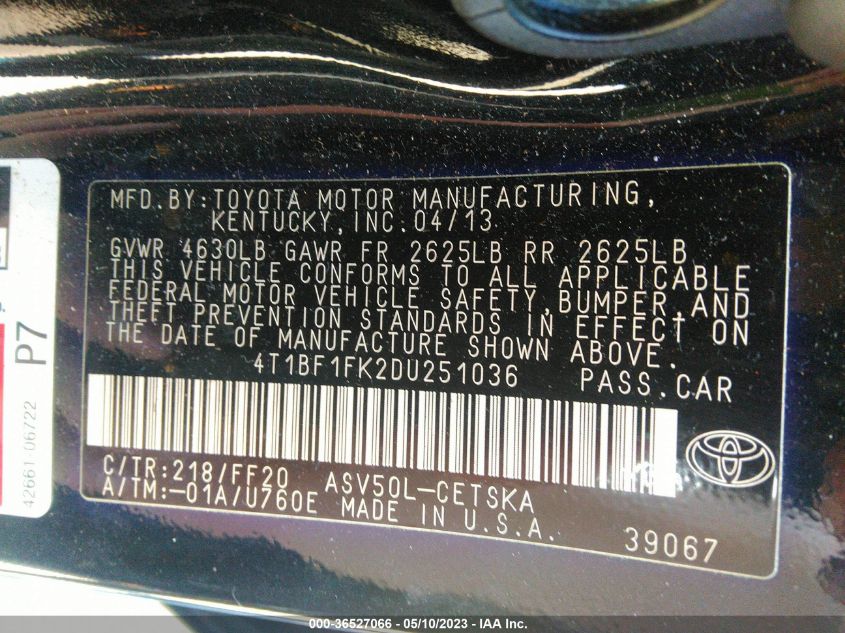 MFD.BY:TOYOTA MOTOR MANUFACTURING,
KENTUCKY,INC.04/13
GVWR 4630LB GAWR FR 2625LB RR 2625LB
THIS VEHICLE CONFORMS TO ALL APPLICABLE
FEDERAL MOTOR VEHICLE SAFETY,BUMPER,AND
THEFT PREVENTION STANDARDS IN EFFECT ON
THE DATE OF MANUFACTURE SHOWN ABOVE.
4T1BF1FK2DU251036 PASS.CAR
C/TR:218/FF20 ASV50L-CETSKA
A/TM:-01A/U760E MADE IN U.S.A.
39067
P7
42661-06722
000-36527066 - 05/10/2023 - IAA Inc.